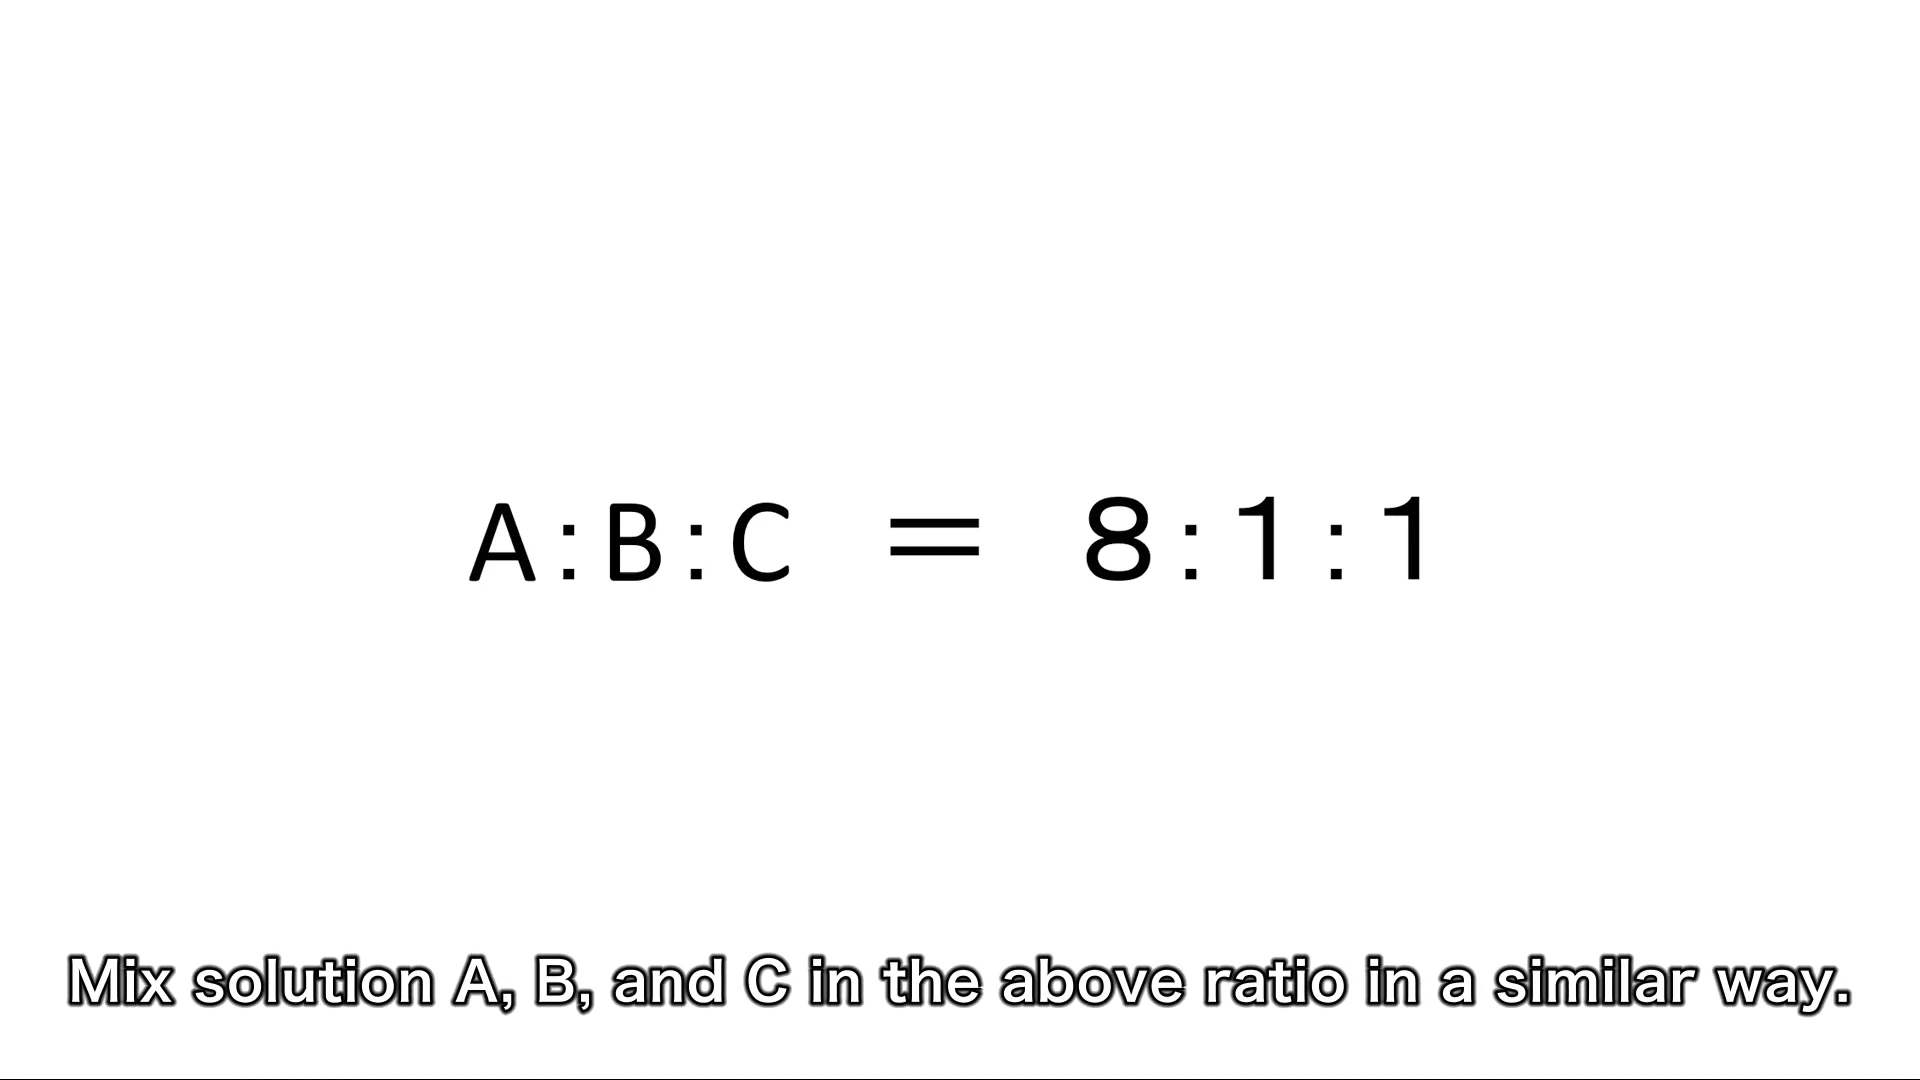 A:B:C = 8:1:1
Mix solution A, B, and C in the above ratio in a similar way.